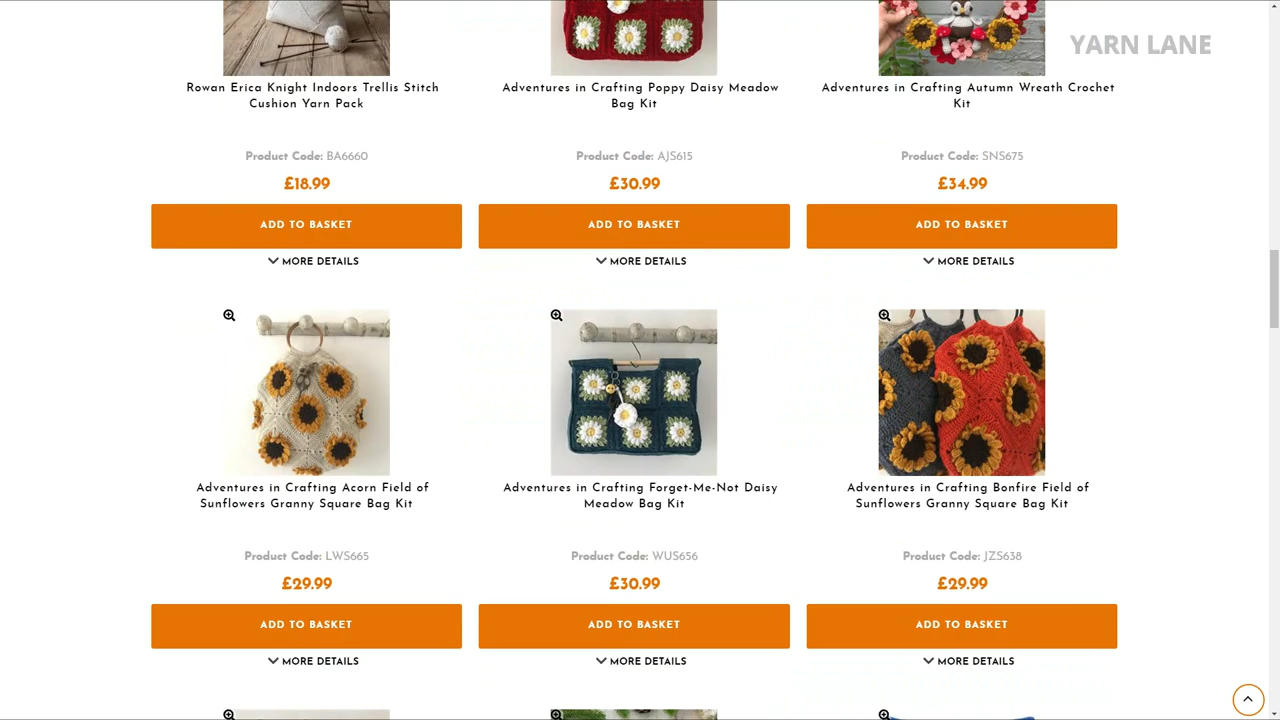 YARN LANE
Rowan Erica Knight Indoors Trellis Stitch
Cushion Yarn Pack
Product Code: BA6660
£18.99
ADD TO BASKET
MORE DETAILS
Adventures in Crafting Poppy Daisy Meadow
Bag Kit
Product Code: AJS615
£30.99
ADD TO BASKET
MORE DETAILS
Adventures in Crafting Autumn Wreath Crochet
Kit
Product Code: SNS675
£34.99
ADD TO BASKET
MORE DETAILS
Adventures in Crafting Acorn Field of
Sunflowers Granny Square Bag Kit
Product Code: LWS665
£29.99
ADD TO BASKET
MORE DETAILS
Adventures in Crafting Forget-Me-Not Daisy
Meadow Bag Kit
Product Code: WUS656
£30.99
ADD TO BASKET
MORE DETAILS
Adventures in Crafting Bonfire Field of
Sunflowers Granny Square Bag Kit
Product Code: JZS638
£29.99
ADD TO BASKET
MORE DETAILS